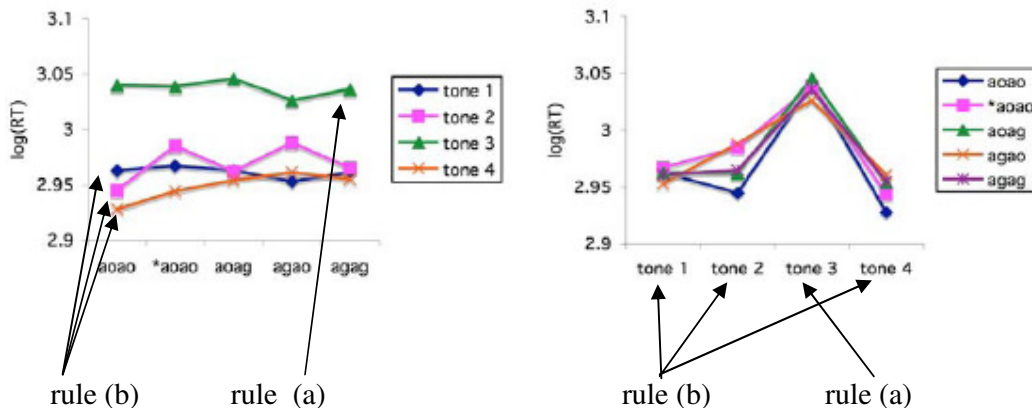 3.1
3.05
3
2.95
2.9
log(RT)
aoao *aoao aoag agao agag
tone 1
tone 2
tone 3
tone 4
rule (b) rule (a)
3.1
3.05
3
2.95
2.9
log(RT)
tone 1 tone 2 tone 3 tone 4
aoao
*aoao
aoag
agao
agag
rule (b) rule (a)